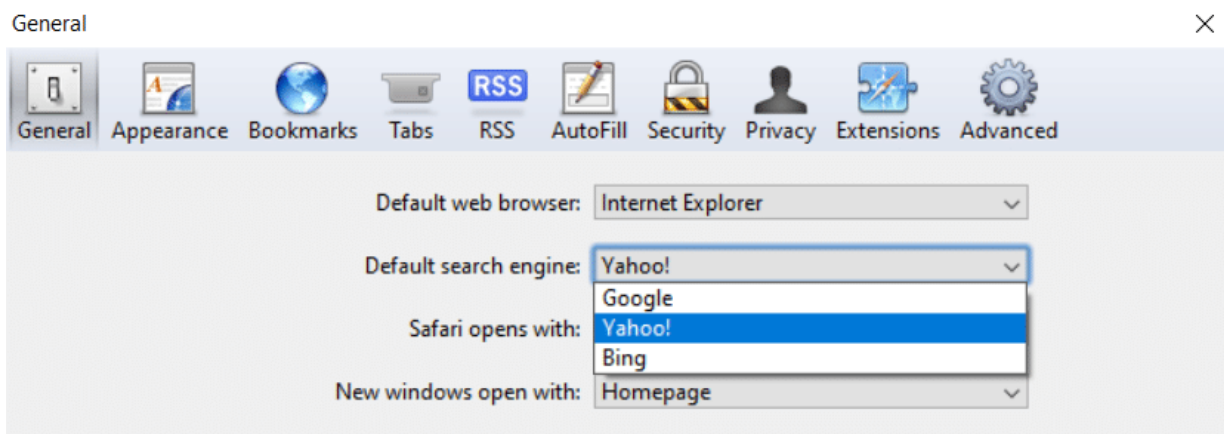 General
RSS
General Appearance Bookmarks Tabs RSS AutoFill Security Privacy Extensions Advanced
Default web browser: Internet Explorer
Default search engine: Yahoo!
Google
Safari opens with: Yahoo!
Bing
New windows open with: Homepage